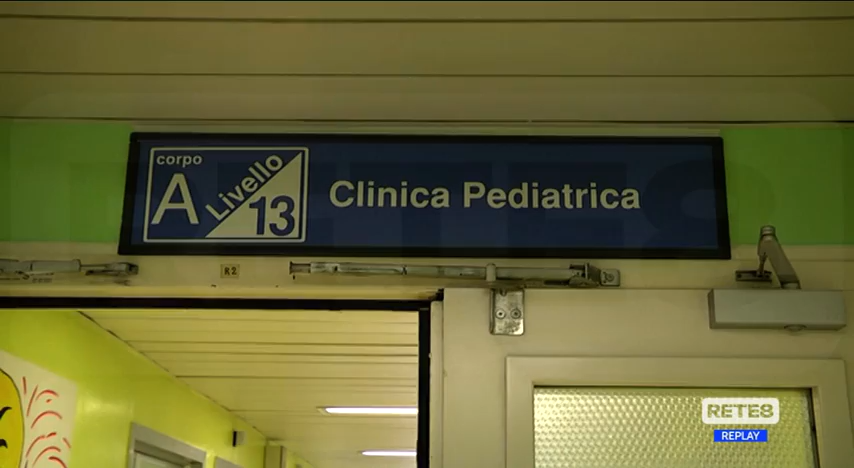 corpo
A
Livello
13
Clinica Pediatrica
R2
RETE8
REPLAY